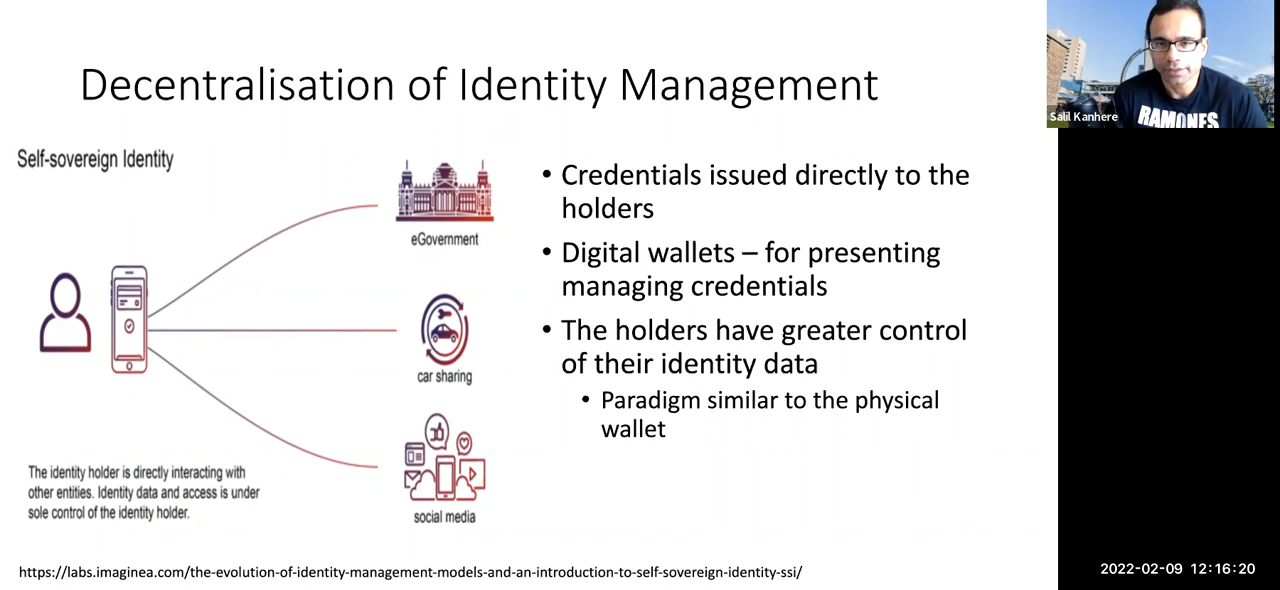 Decentralisation of Identity Management
Self-sovereign Identity
eGovernment
car sharing
social media
The identity holder is directly interacting with
other entities. Identity data and access is under
sole control of the identity holder.
• Credentials issued directly to the
holders
• Digital wallets – for presenting
managing credentials
• The holders have greater control
of their identity data
• Paradigm similar to the physical
wallet
https://labs.imaginea.com/the-evolution-of-identity-management-models-and-an-introduction-to-self-sovereign-identity-ssi/
Salil Kanhere
RAMONES
2022-02-09 12:16:20